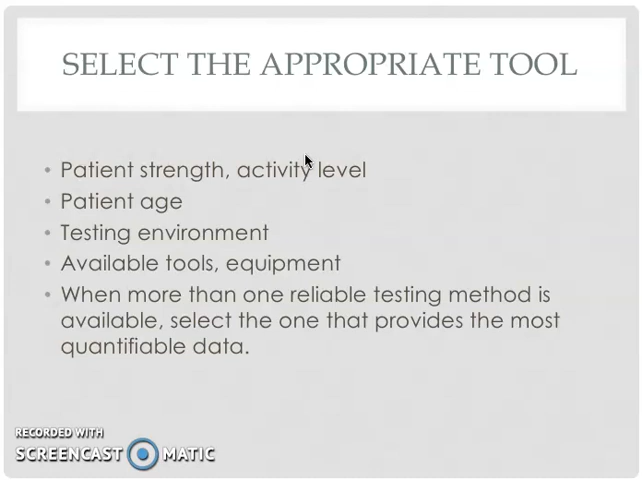 SELECT THE APPROPRIATE TOOL
• Patient strength, activity level
• Patient age
• Testing environment
• Available tools, equipment
• When more than one reliable testing method is
available, select the one that provides the most
quantifiable data.
RECORDED WITH
SCREENCAST MATIC